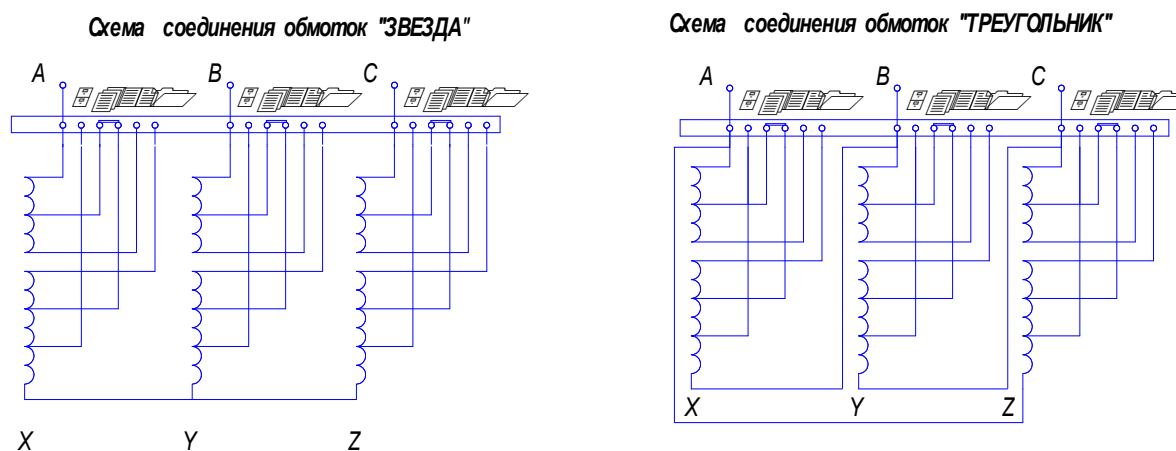 Схема соединения обмоток "ЗВЕЗДА"
A B C
X Y Z
Схема соединения обмоток "ТРЕУГОЛЬНИК"
A B C
X Y Z